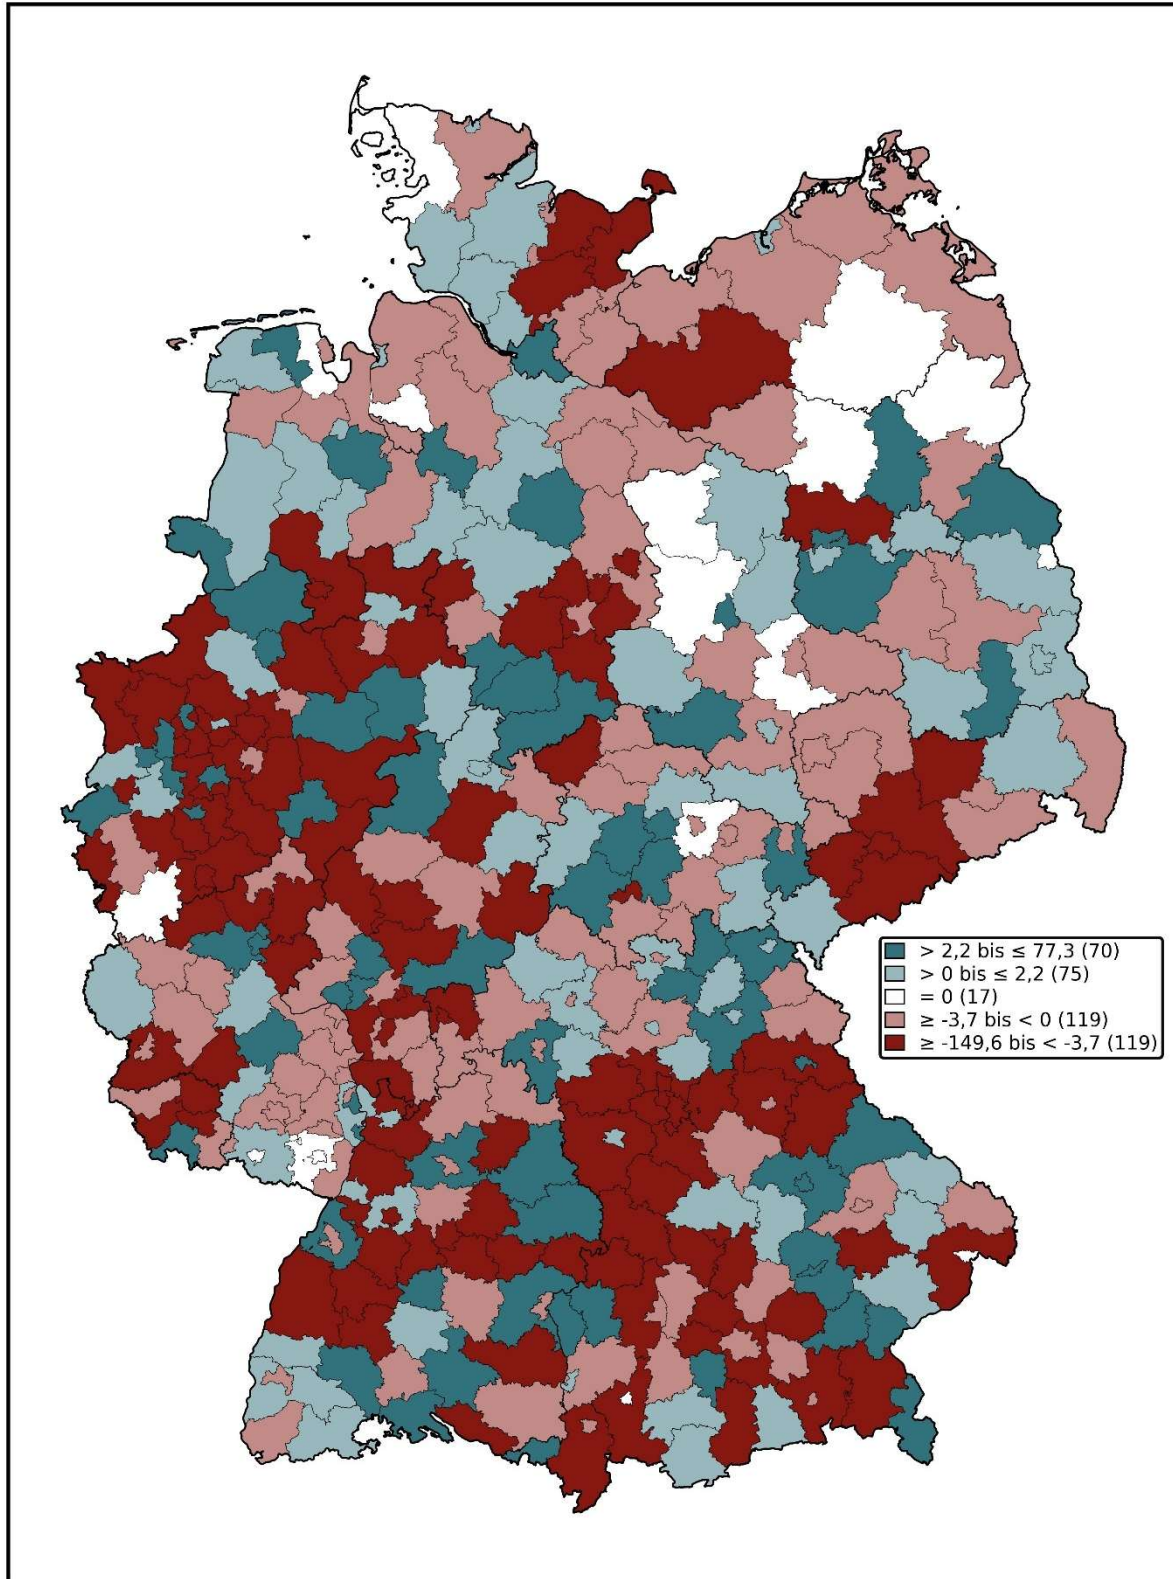 > 2,2 bis ≤ 77,3 (70)
> 0 bis ≤ 2,2 (75)
= 0 (17)
≥ -3,7 bis < 0 (119)
≥ -149,6 bis < -3,7 (119)